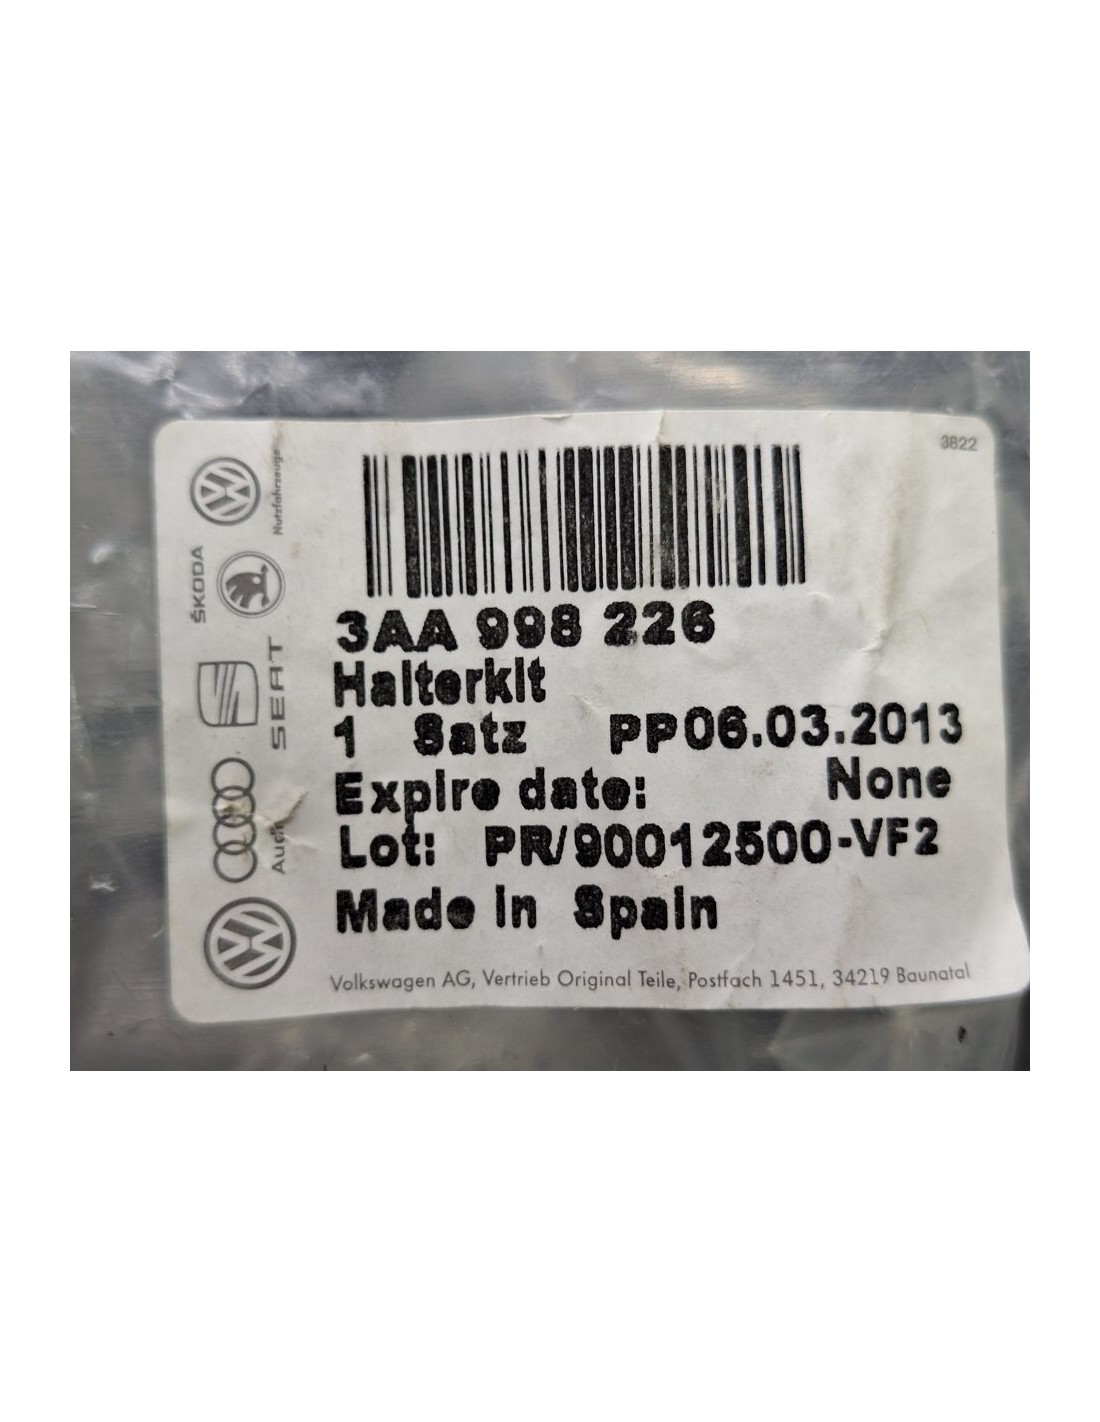 3822
Nutzfahrzeuge
ŠKODA
SEAT
Audi
3AA 998 226
Halterkit
1 Satz PP06.03.2013
Expire date: None
Lot: PR/90012500-VF2
Made in Spain
Volkswagen AG, Vertrieb Original Teile, Postfach 1451, 34219 Baunatal